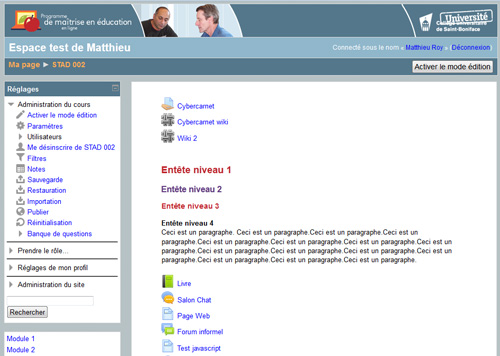 Programme
de maîtrise en éducation
en ligne
Université
Collège universitaire
de Saint-Boniface
Espace test de Matthieu
Connecté sous le nom « Matthieu Roy » (Déconnexion)
Ma page ► STAD 002
Activer le mode édition
Réglages
Administration du cours
Activer le mode édition
Paramètres
Utilisateurs
Me désinscrire de STAD 002
Filtres
Notes
Sauvegarde
Restauration
Importation
Publier
Réinitialisation
Banque de questions
Prendre le rôle...
Réglages de mon profil
Administration du site
Rechercher
Module 1
Module 2
Cybercarnet
Cybercarnet wiki
Wiki 2
Entête niveau 1
Entête niveau 2
Entête niveau 3
Entête niveau 4
Ceci est un paragraphe. Ceci est un paragraphe.Ceci est un paragraphe.Ceci est un
paragraphe.Ceci est un paragraphe.Ceci est un paragraphe.Ceci est un paragraphe.Ceci est un
paragraphe.Ceci est un paragraphe.Ceci est un paragraphe.Ceci est un paragraphe.Ceci est un
paragraphe.Ceci est un paragraphe.Ceci est un paragraphe.Ceci est un paragraphe.
Livre
Salon Chat
Page Web
Forum informel
Test javascript